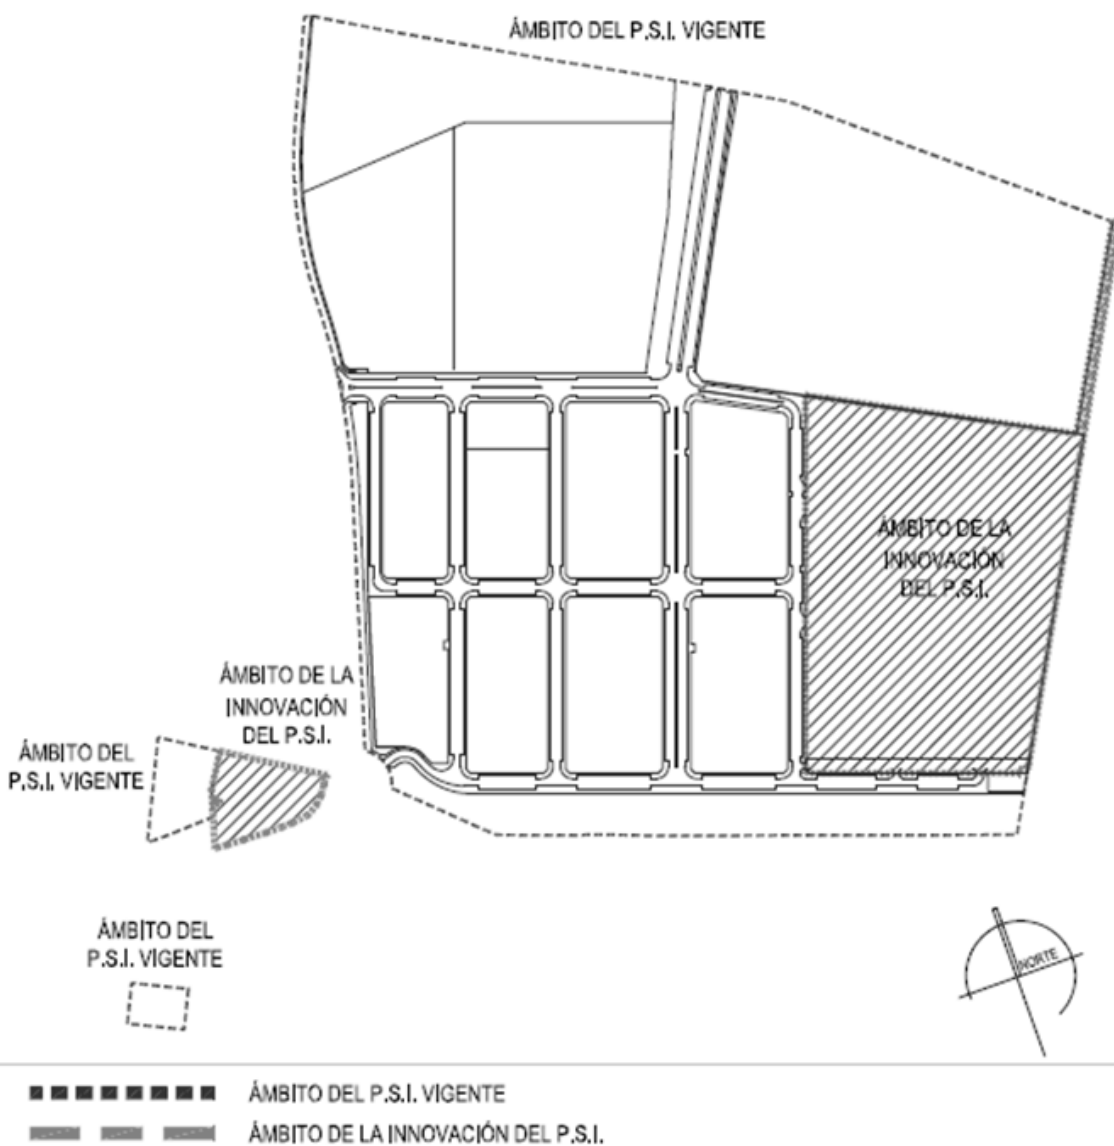 ÁMBITO DEL P.S.I. VIGENTE
ÁMBITO DE LA
INNOVACIÓN
DEL P.S.I.
ÁMBITO DE LA
INNOVACIÓN
DEL P.S.I.
ÁMBITO DEL
P.S.I. VIGENTE
ÁMBITO DEL
P.S.I. VIGENTE
NORTE
ÁMBITO DEL P.S.I. VIGENTE
ÁMBITO DE LA INNOVACIÓN DEL P.S.I.